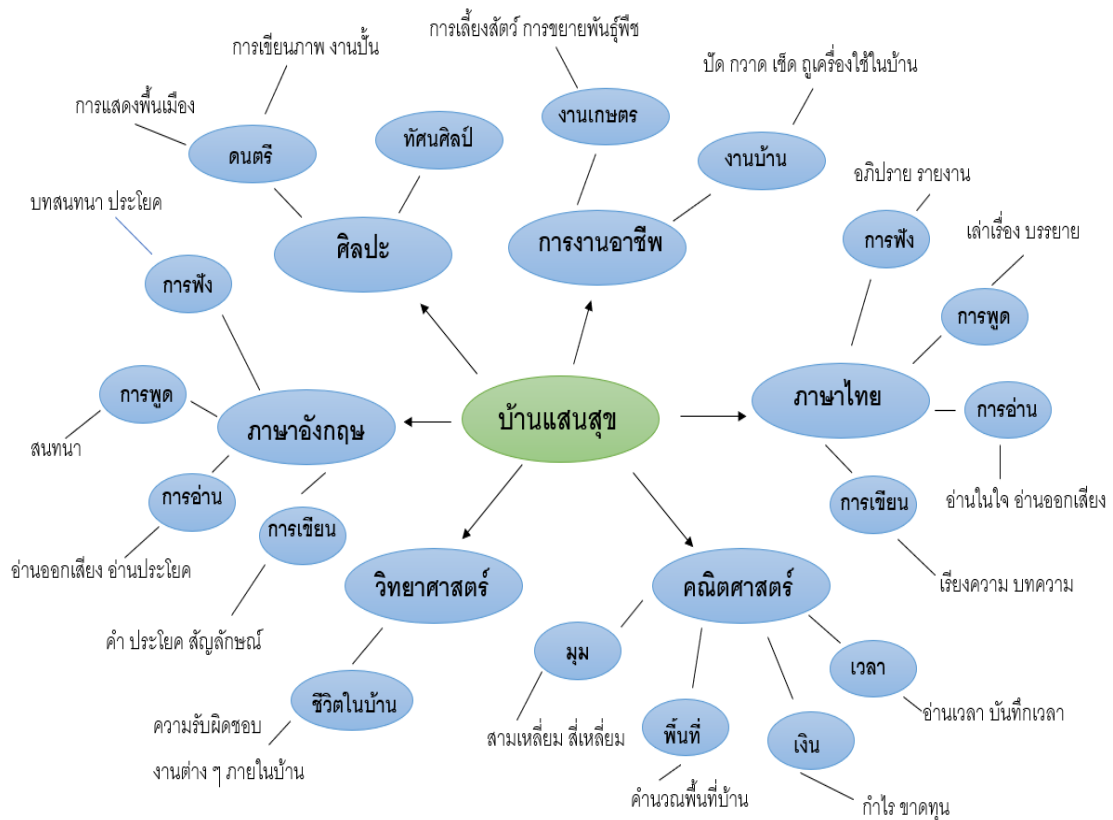 การเลี้ยงสัตว์ การขยายพันธุ์พืช
การเขียนภาพ งานปั้น
ปัด กวาด เช็ด ถูเครื่องใช้ในบ้าน
การแสดงพื้นเมือง
งานเกษตร
ทัศนศิลป์
ดนตรี
งานบ้าน
อภิปราย รายงาน
บทสนทนา ประโยค
การฟัง
เล่าเรื่อง บรรยาย
ศิลปะ
การงานอาชีพ
การฟัง
การพูด
การพูด
ภาษาไทย
การอ่าน
บ้านแสนสุข
ภาษาอังกฤษ
สนทนา
การอ่าน
การเขียน
อ่านในใจ อ่านออกเสียง
การเขียน
อ่านออกเสียง อ่านประโยค
วิทยาศาสตร์
คณิตศาสตร์
เรียงความ บทความ
คำ ประโยค สัญลักษณ์
มุม
เวลา
ชีวิตในบ้าน
อ่านเวลา บันทึกเวลา
ความรับผิดชอบ
สามเหลี่ยม สี่เหลี่ยม
พื้นที่
เงิน
งานต่าง ๆ ภายในบ้าน
คำนวณพื้นที่บ้าน
กำไร ขาดทุน